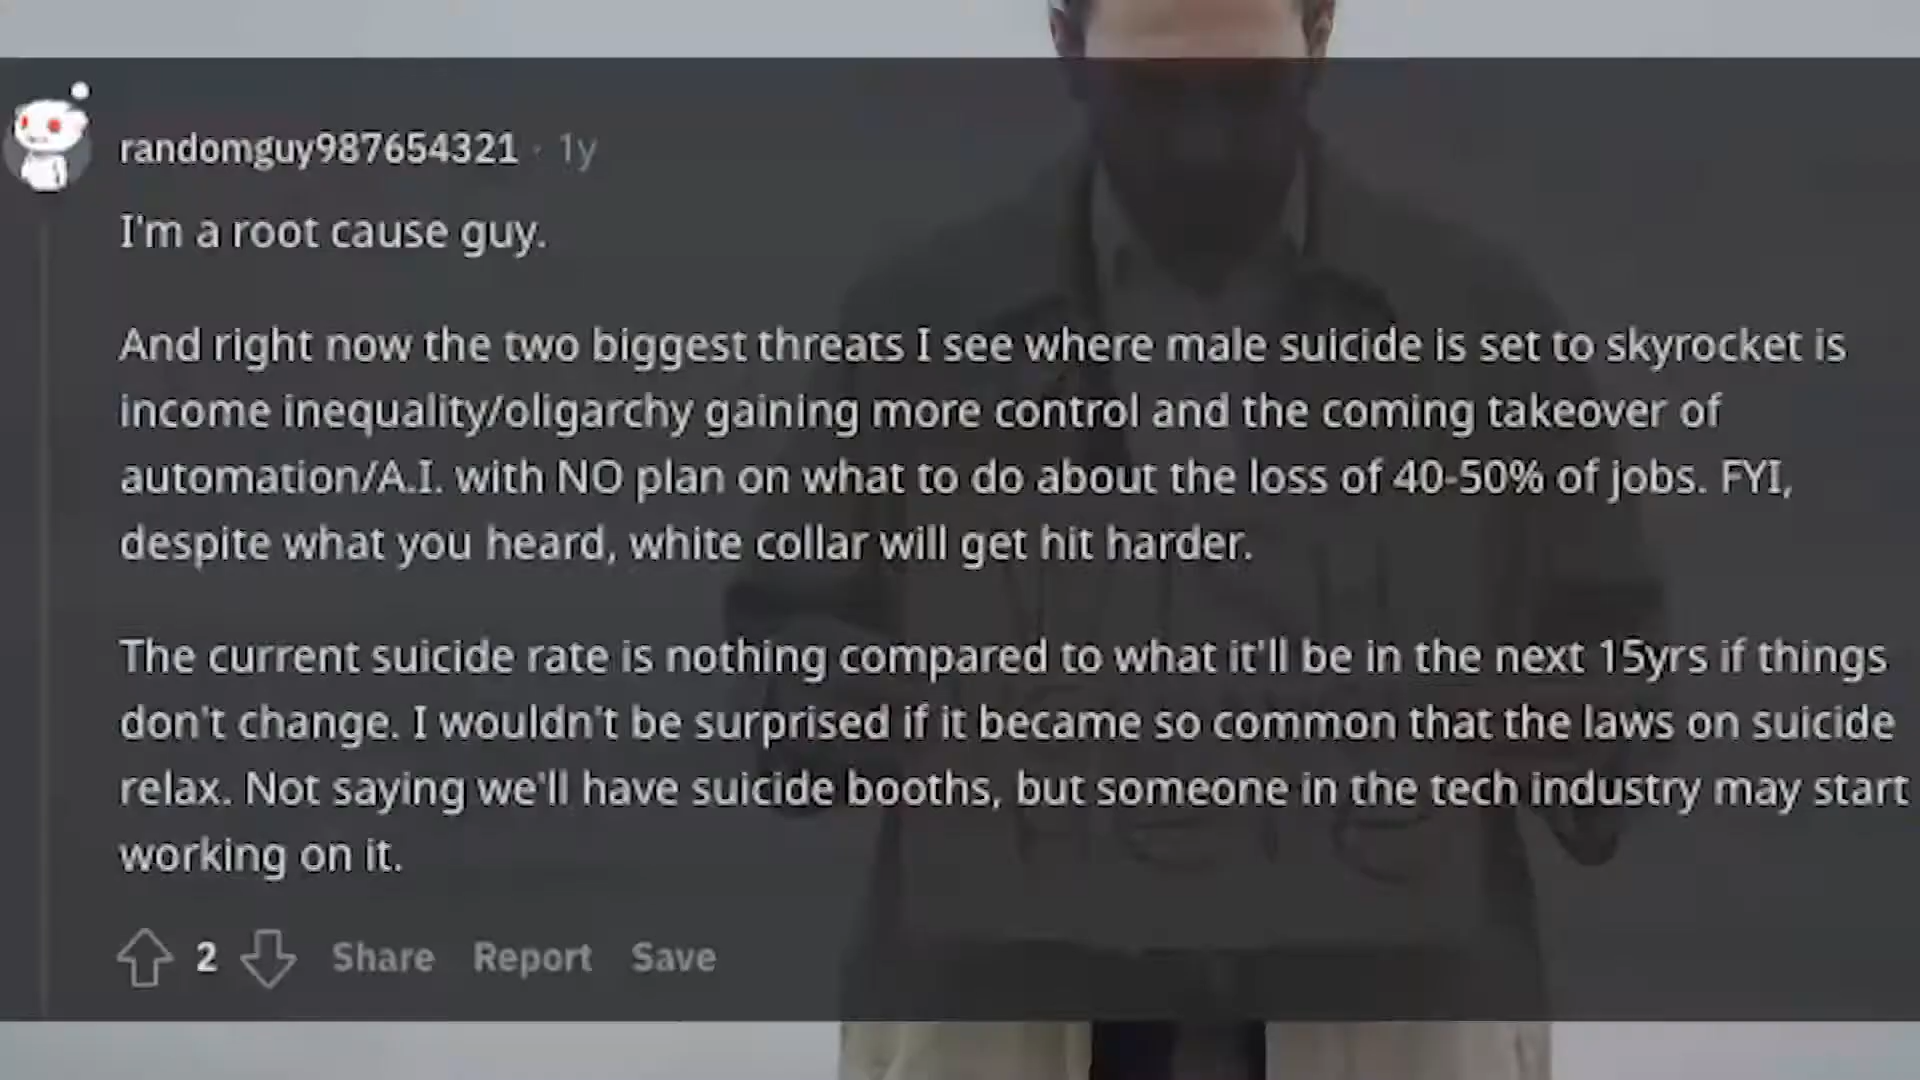 randomguy987654321 · 1y
I'm a root cause guy.
And right now the two biggest threats I see where male suicide is set to skyrocket is
income inequality/oligarchy gaining more control and the coming takeover of
automation/A.I. with NO plan on what to do about the loss of 40-50% of jobs. FYI,
despite what you heard, white collar will get hit harder.
The current suicide rate is nothing compared to what it'll be in the next 15yrs if things
don't change. I wouldn't be surprised if it became so common that the laws on suicide
relax. Not saying we'll have suicide booths, but someone in the tech industry may start
working on it.
2 Share Report Save